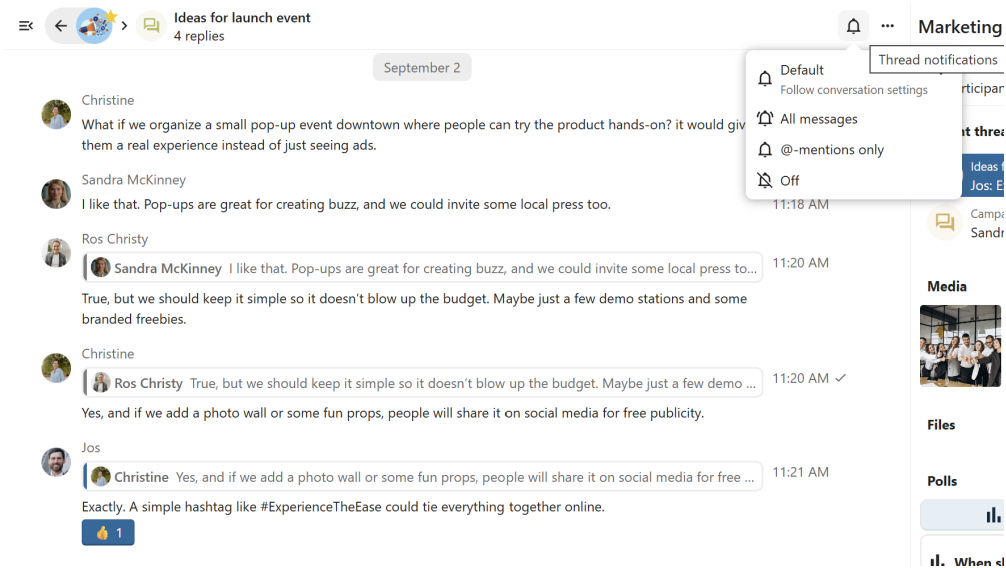 Ideas for launch event
4 replies
Marketing
Thread notifications
September 2
Default
Follow conversation settings
All messages
@-mentions only
Off
Christine
What if we organize a small pop-up event downtown where people can try the product hands-on? it would giv
them a real experience instead of just seeing ads.
Sandra McKinney
I like that. Pop-ups are great for creating buzz, and we could invite some local press too.
11:18 AM
Ros Christy
Sandra McKinney I like that. Pop-ups are great for creating buzz, and we could invite some local press to...
11:20 AM
True, but we should keep it simple so it doesn't blow up the budget. Maybe just a few demo stations and some
branded freebies.
Christine
Ros Christy True, but we should keep it simple so it doesn't blow up the budget. Maybe just a few demo ...
11:20 AM
Yes, and if we add a photo wall or some fun props, people will share it on social media for free publicity.
Jos
Christine Yes, and if we add a photo wall or some fun props, people will share it on social media for free ...
11:21 AM
Exactly. A simple hashtag like #ExperienceTheEase could tie everything together online.
👍 1
rticipan
nt threa
Ideas f
Jos: E
Campa
Sandr
Media
Files
Polls
When s